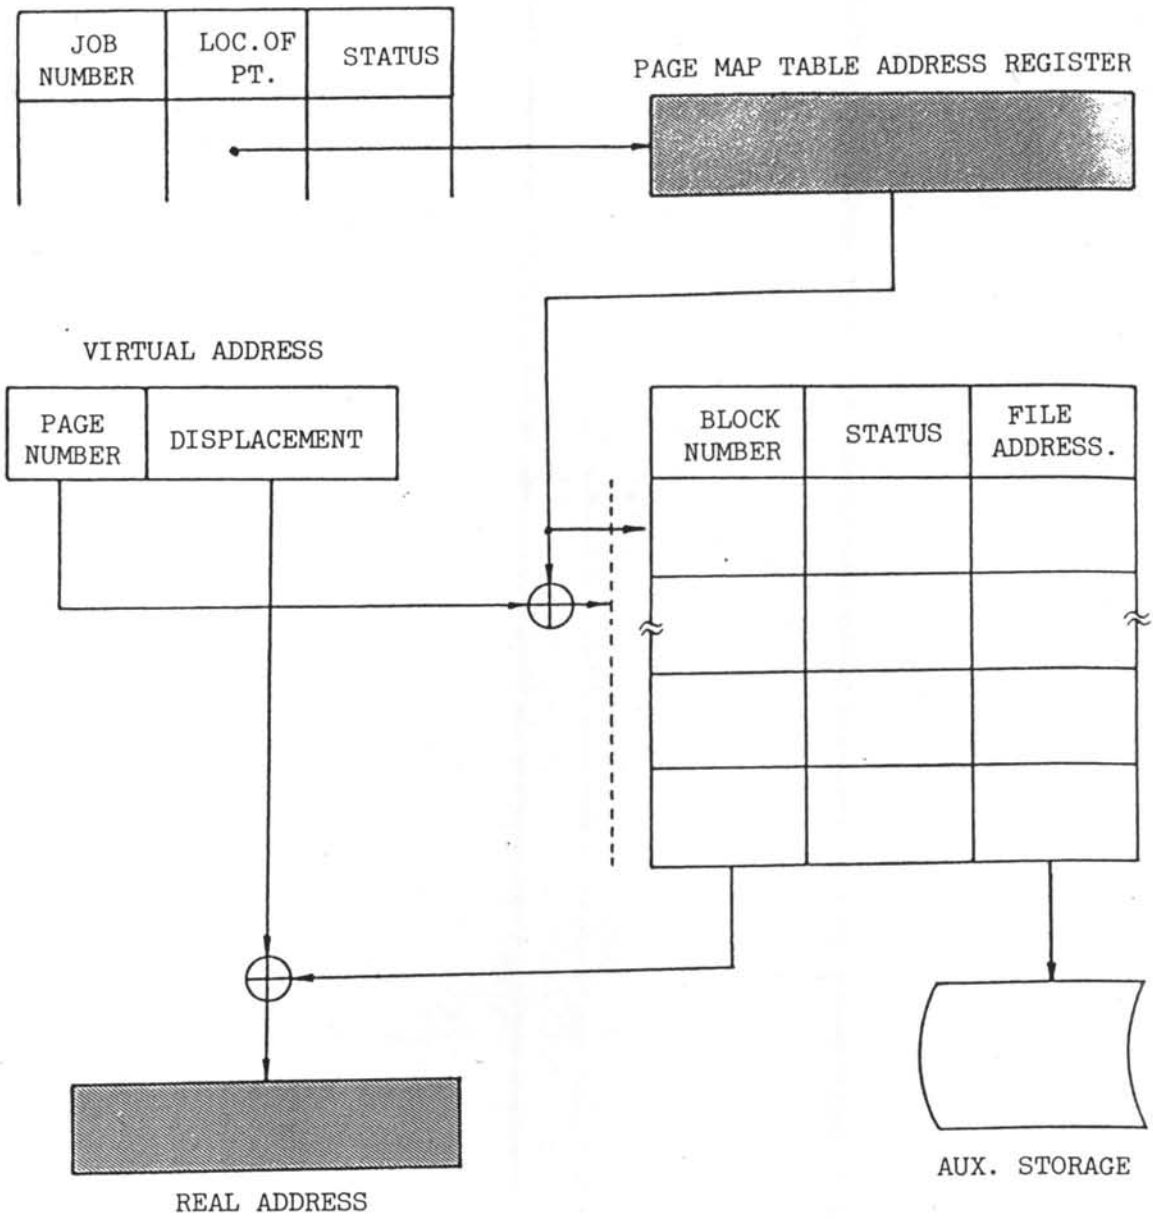 JOB
NUMBER
LOC.OF
PT.
STATUS
PAGE MAP TABLE ADDRESS REGISTER
VIRTUAL ADDRESS
PAGE
NUMBER
DISPLACEMENT
BLOCK
NUMBER
STATUS
FILE
ADDRESS.
AUX. STORAGE
REAL ADDRESS